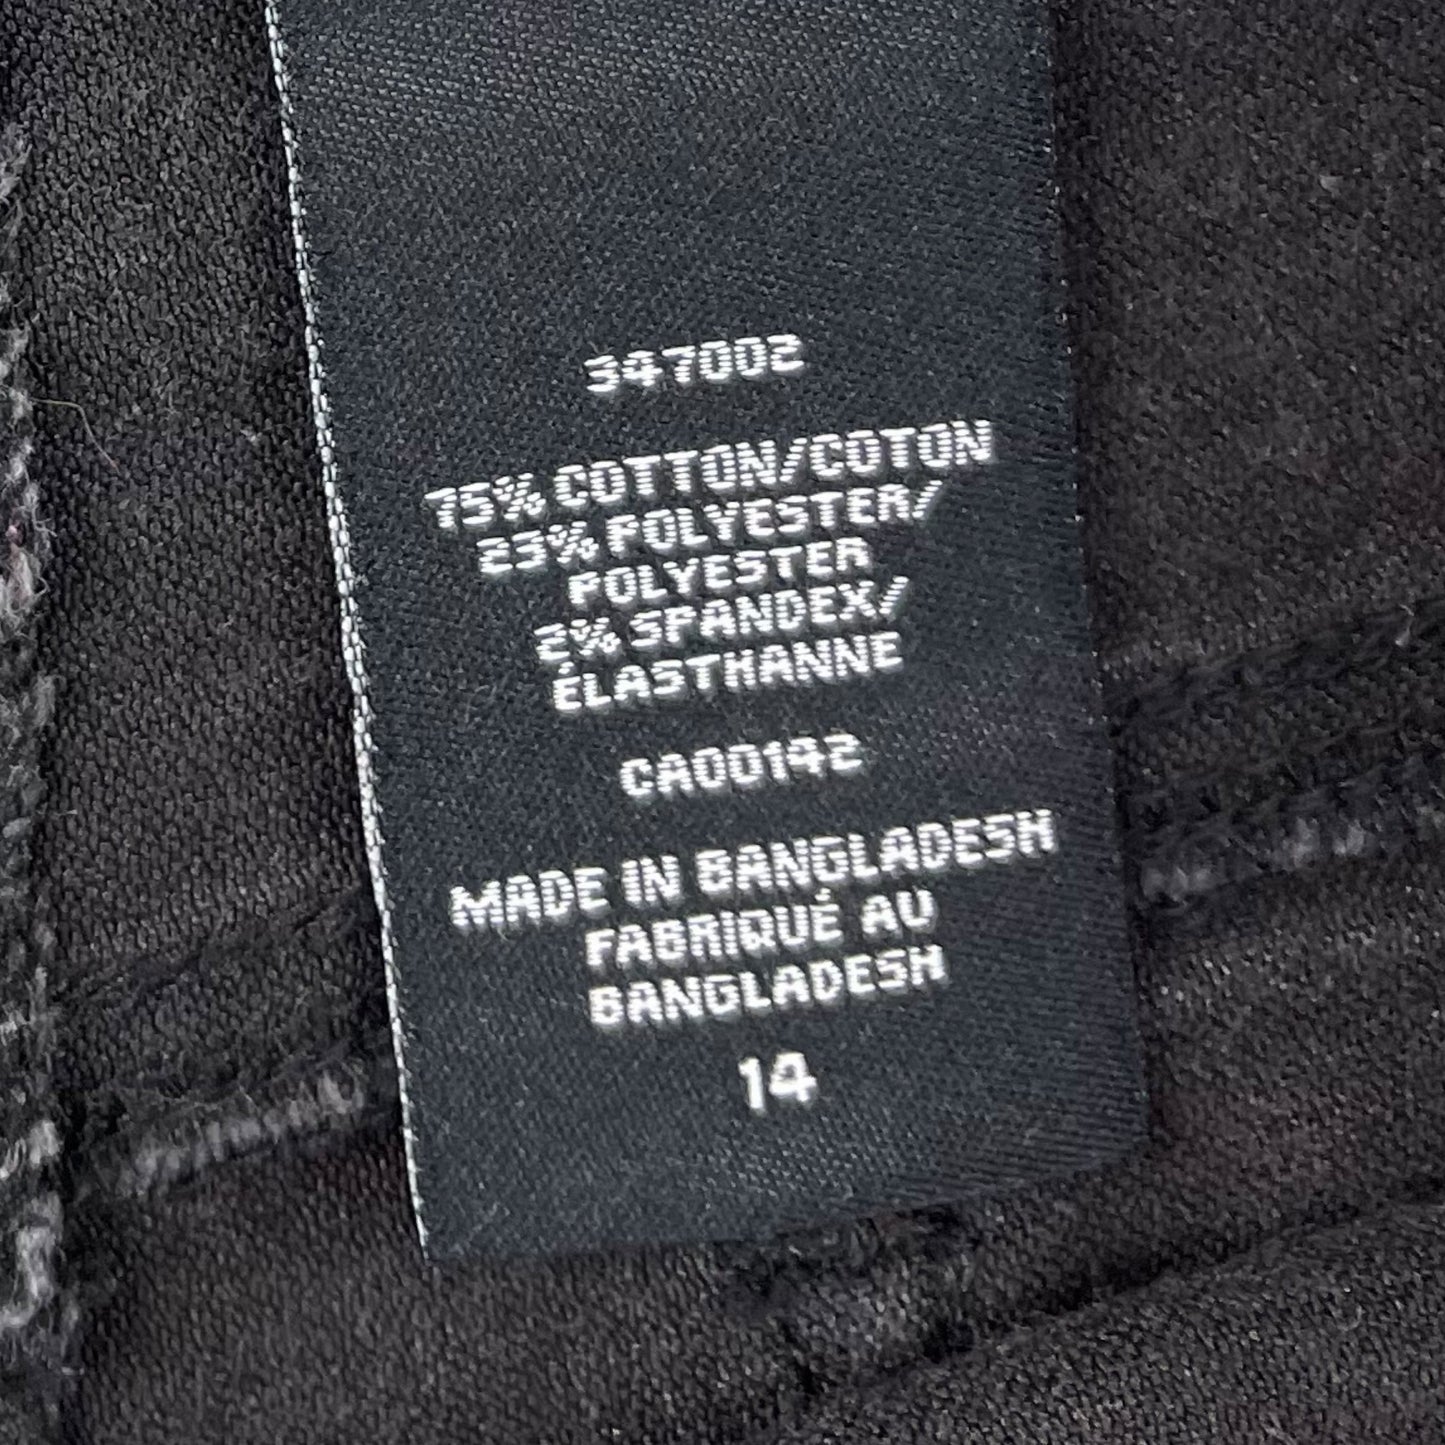 347002
75% COTTON/COTON
23% POLYESTER/
POLYESTER
2% SPANDEX/
ÉLASTHANNE
CA00142
MADE IN BANGLADESH
FABRIQUÉ AU
BANGLADESH
14